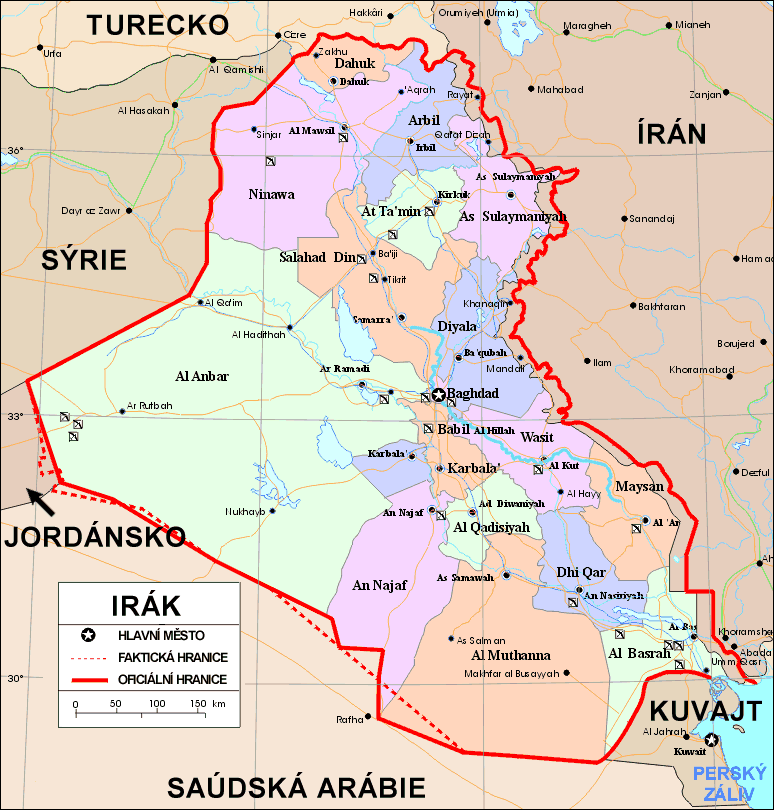 Hakkâri
Orumiyeh (Urmia)
TURECKO
Cizre
Maragheh
Mianeh
Urfa
Zakhu
Dahuk
Al Qamishli
Dahuk
'Aqrah
Rayat
Mahabad
Zanjan
Al Hasakah
Arbil
Sinjar
Al Mawsil
Irbil
Qal'at Dizah
ÍRÁN
36°
As Sulaymaniyah
Ninawa
Kirkuk
Dayr az Zawr
At Ta'min
As Sulaymaniyah
Sanandaj
SÝRIE
Salahad Din
Ba'iji
Tikrit
Al Qa'im
Khanaqin
Bakhtaran
Samarra'
Diyala
Al Hadithah
Borujerd
Ba'qubah
Mandali
Ilam
Ar Ramadi
Khorramabad
Al Anbar
Baghdad
Ar Rutbah
33°
Babil
Al Hillah
Wasit
Karbala'
Karbala'
Al Kut
Dezful
Maysan
Al Hayy
Nukhayb
An Najaf
Ad Diwaniyah
Al 'Am
Al Qadisiyah
JORDÁNSKO
Dhi Qar
As Samawah
An Najaf
An Nasiriyah
IRÁK
HLAVNÍ MĚSTO
FAKTICKÁ HRANICE
OFICIÁLNÍ HRANICE
0 50 100 150 km
As Salman
Al Basrah
Al Muthanna
Umm Qasr
30°
Makhfar al Busayyah
KUVAJT
Rafha
Al Jahrah
Kuwait
PERSKÝ
ZÁLIV
SAÚDSKÁ ARÁBIE